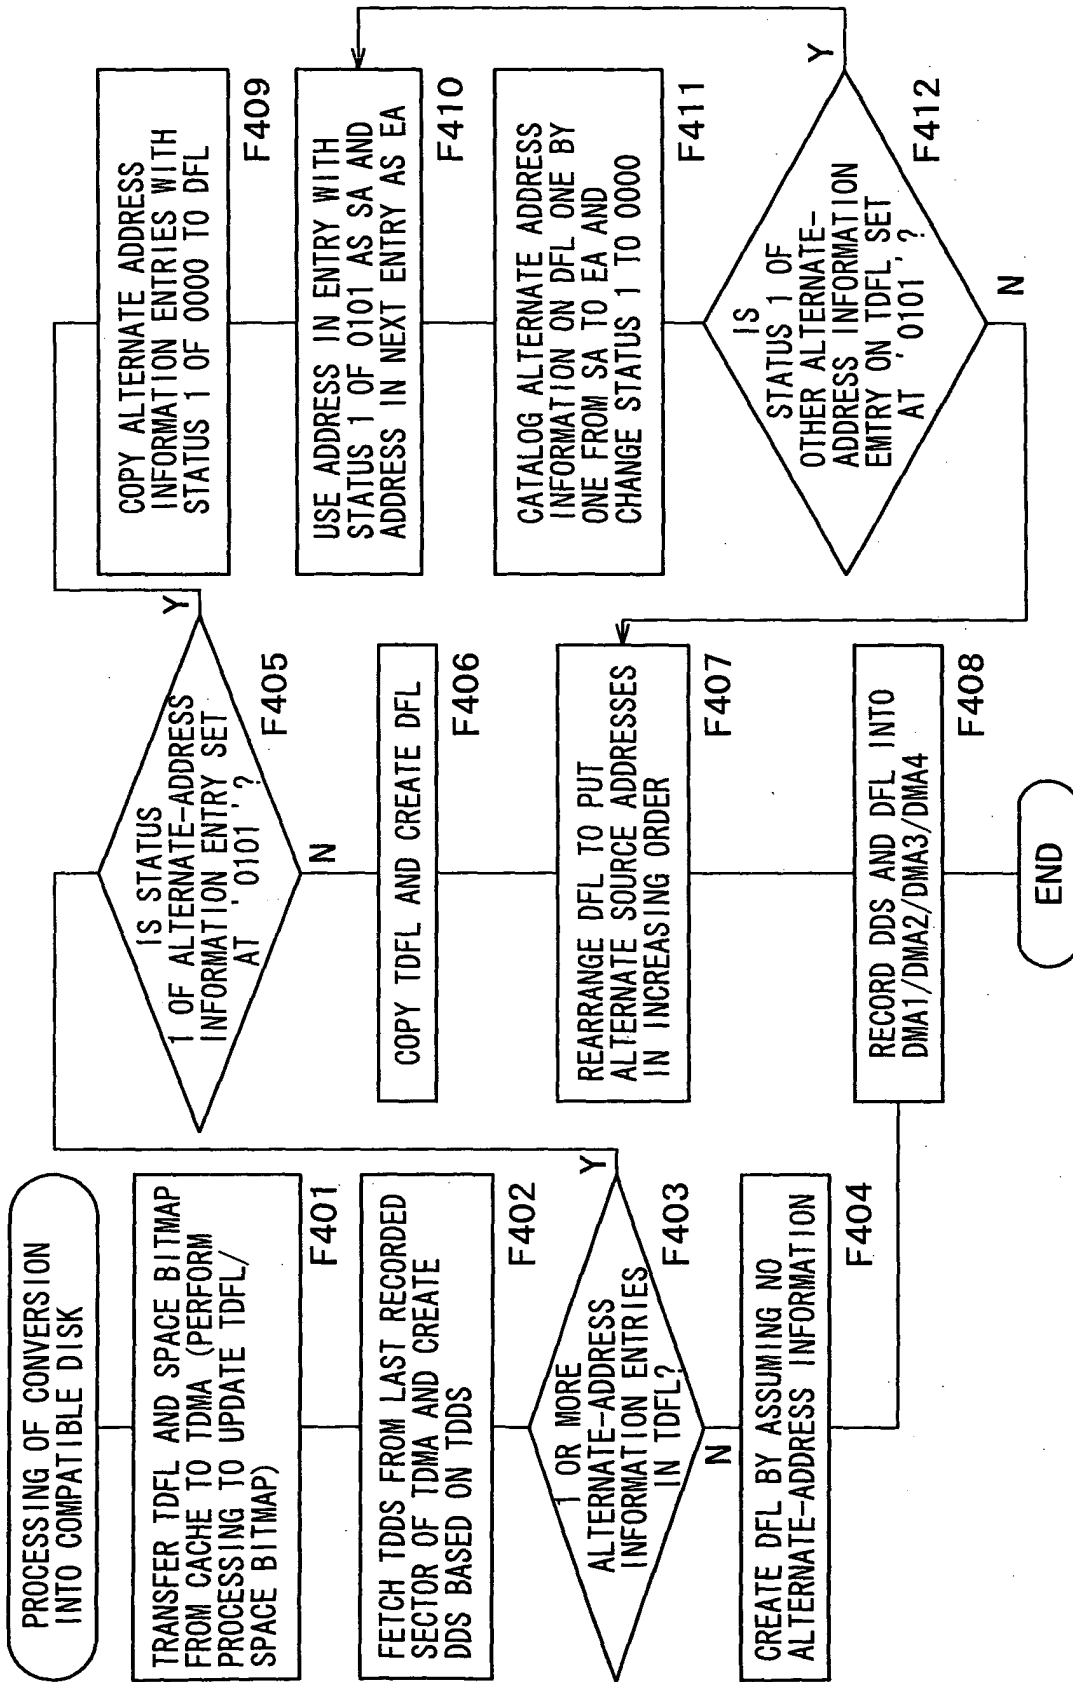 PROCESSING OF CONVERSION
INTO COMPATIBLE DISK
TRANSFER TDFL AND SPACE BITMAP
FROM CACHE TO TDMA (PERFORM
PROCESSING TO UPDATE TDFL/
SPACE BITMAP)
F401
FETCH TDDS FROM LAST RECORDED
SECTOR OF TDMA AND CREATE
DDS BASED ON TDDS
F402
1 OR MORE
ALTERNATE-ADDRESS
INFORMATION ENTRIES
IN TDFL?
Y
F403
N
CREATE DFL BY ASSUMING NO
ALTERNATE-ADDRESS INFORMATION
F404
IS STATUS
1 OF ALTERNATE-ADDRESS
INFORMATION ENTRY SET
AT '0101'?
Y
F405
N
COPY TDFL AND CREATE DFL
F406
REARRANGE DFL TO PUT
ALTERNATE SOURCE ADDRESSES
IN INCREASING ORDER
F407
RECORD DDS AND DFL INTO
DMA1/DMA2/DMA3/DMA4
F408
END
COPY ALTERNATE ADDRESS
INFORMATION ENTRIES WITH
STATUS 1 OF 0000 TO DFL
F409
USE ADDRESS IN ENTRY WITH
STATUS 1 OF 0101 AS SA AND
ADDRESS IN NEXT ENTRY AS EA
F410
CATALOG ALTERNATE ADDRESS
INFORMATION ON DFL ONE BY
ONE FROM SA TO EA AND
CHANGE STATUS 1 TO 0000
F411
IS
STATUS 1 OF
OTHER ALTERNATE-
ADDRESS INFORMATION
EMTRY ON TDFL, SET
AT '0101'?
Y
F412
N